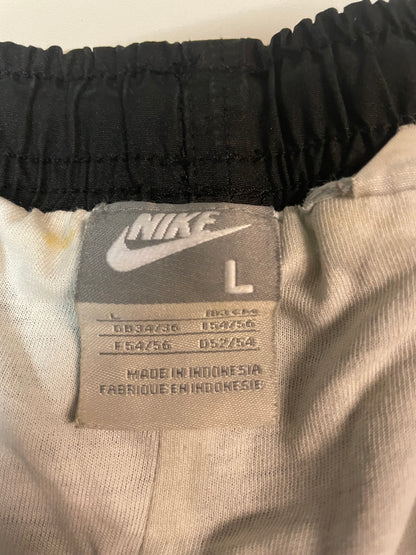 NIKE
L
L
GB34/36 I54/56
F54/56 D52/54
MADE IN INDONESIA
FABRIQUE EN INDONESIE